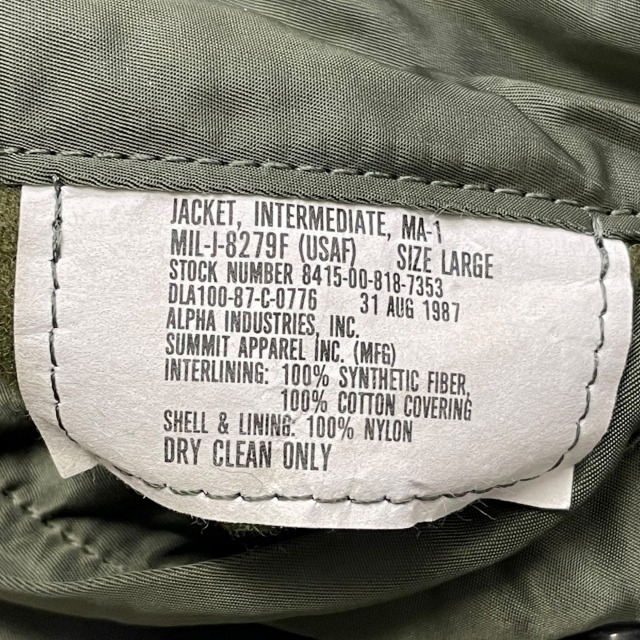 JACKET, INTERMEDIATE, MA-1
MIL-J-8279F (USAF) SIZE LARGE
STOCK NUMBER 8415-00-818-7353
DLA100-87-C-0776 31 AUG 1987
ALPHA INDUSTRIES, INC.
SUMMIT APPAREL INC. (MFG)
INTERLINING: 100% SYNTHETIC FIBER,
100% COTTON COVERING
SHELL & LINING: 100% NYLON
DRY CLEAN ONLY